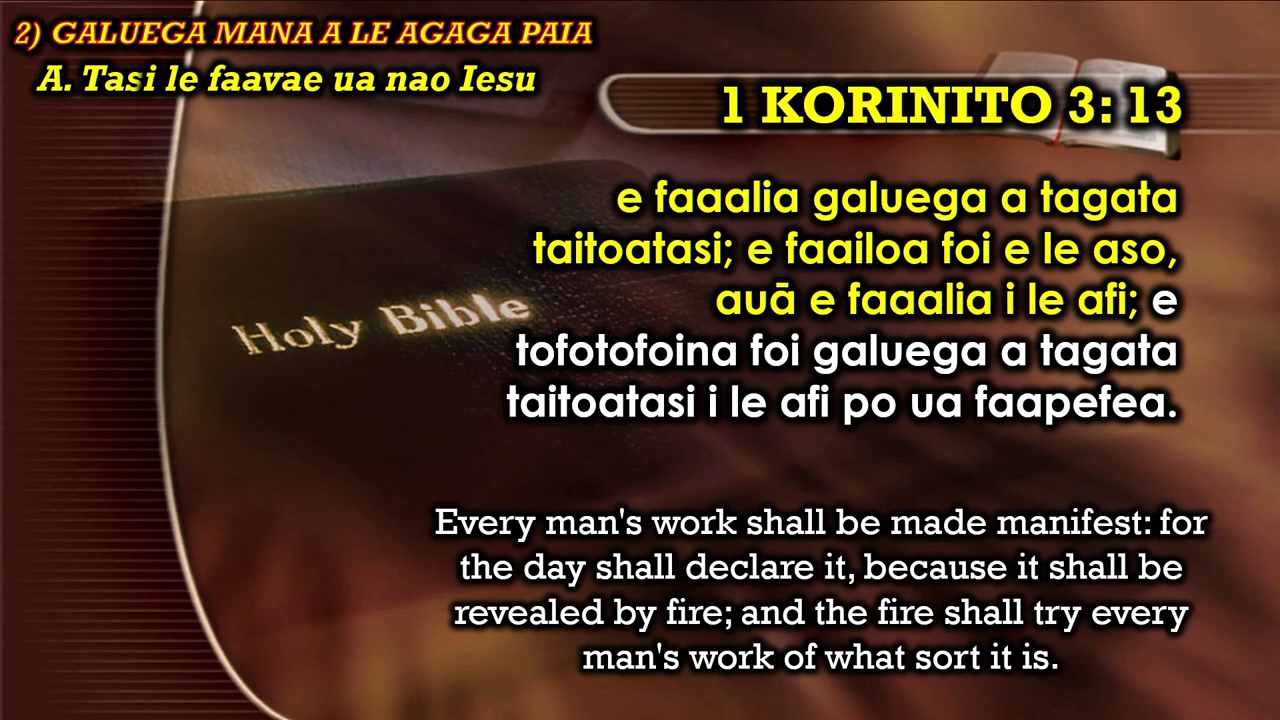 2) GALUEGA MANA A LE AGAGA PAIA
A. Tasi le faavae ua nao Iesu
1 KORINITO 3: 13
e faaalia galuega a tagata
taitoatasi; e faailoa foi e le aso,
auā e faaalia i le afi; e
tofotofoina foi galuega a tagata
taitoatasi i le afi po ua faapefea.
Holy Bible
Every man's work shall be made manifest: for
the day shall declare it, because it shall be
revealed by fire; and the fire shall try every
man's work of what sort it is.